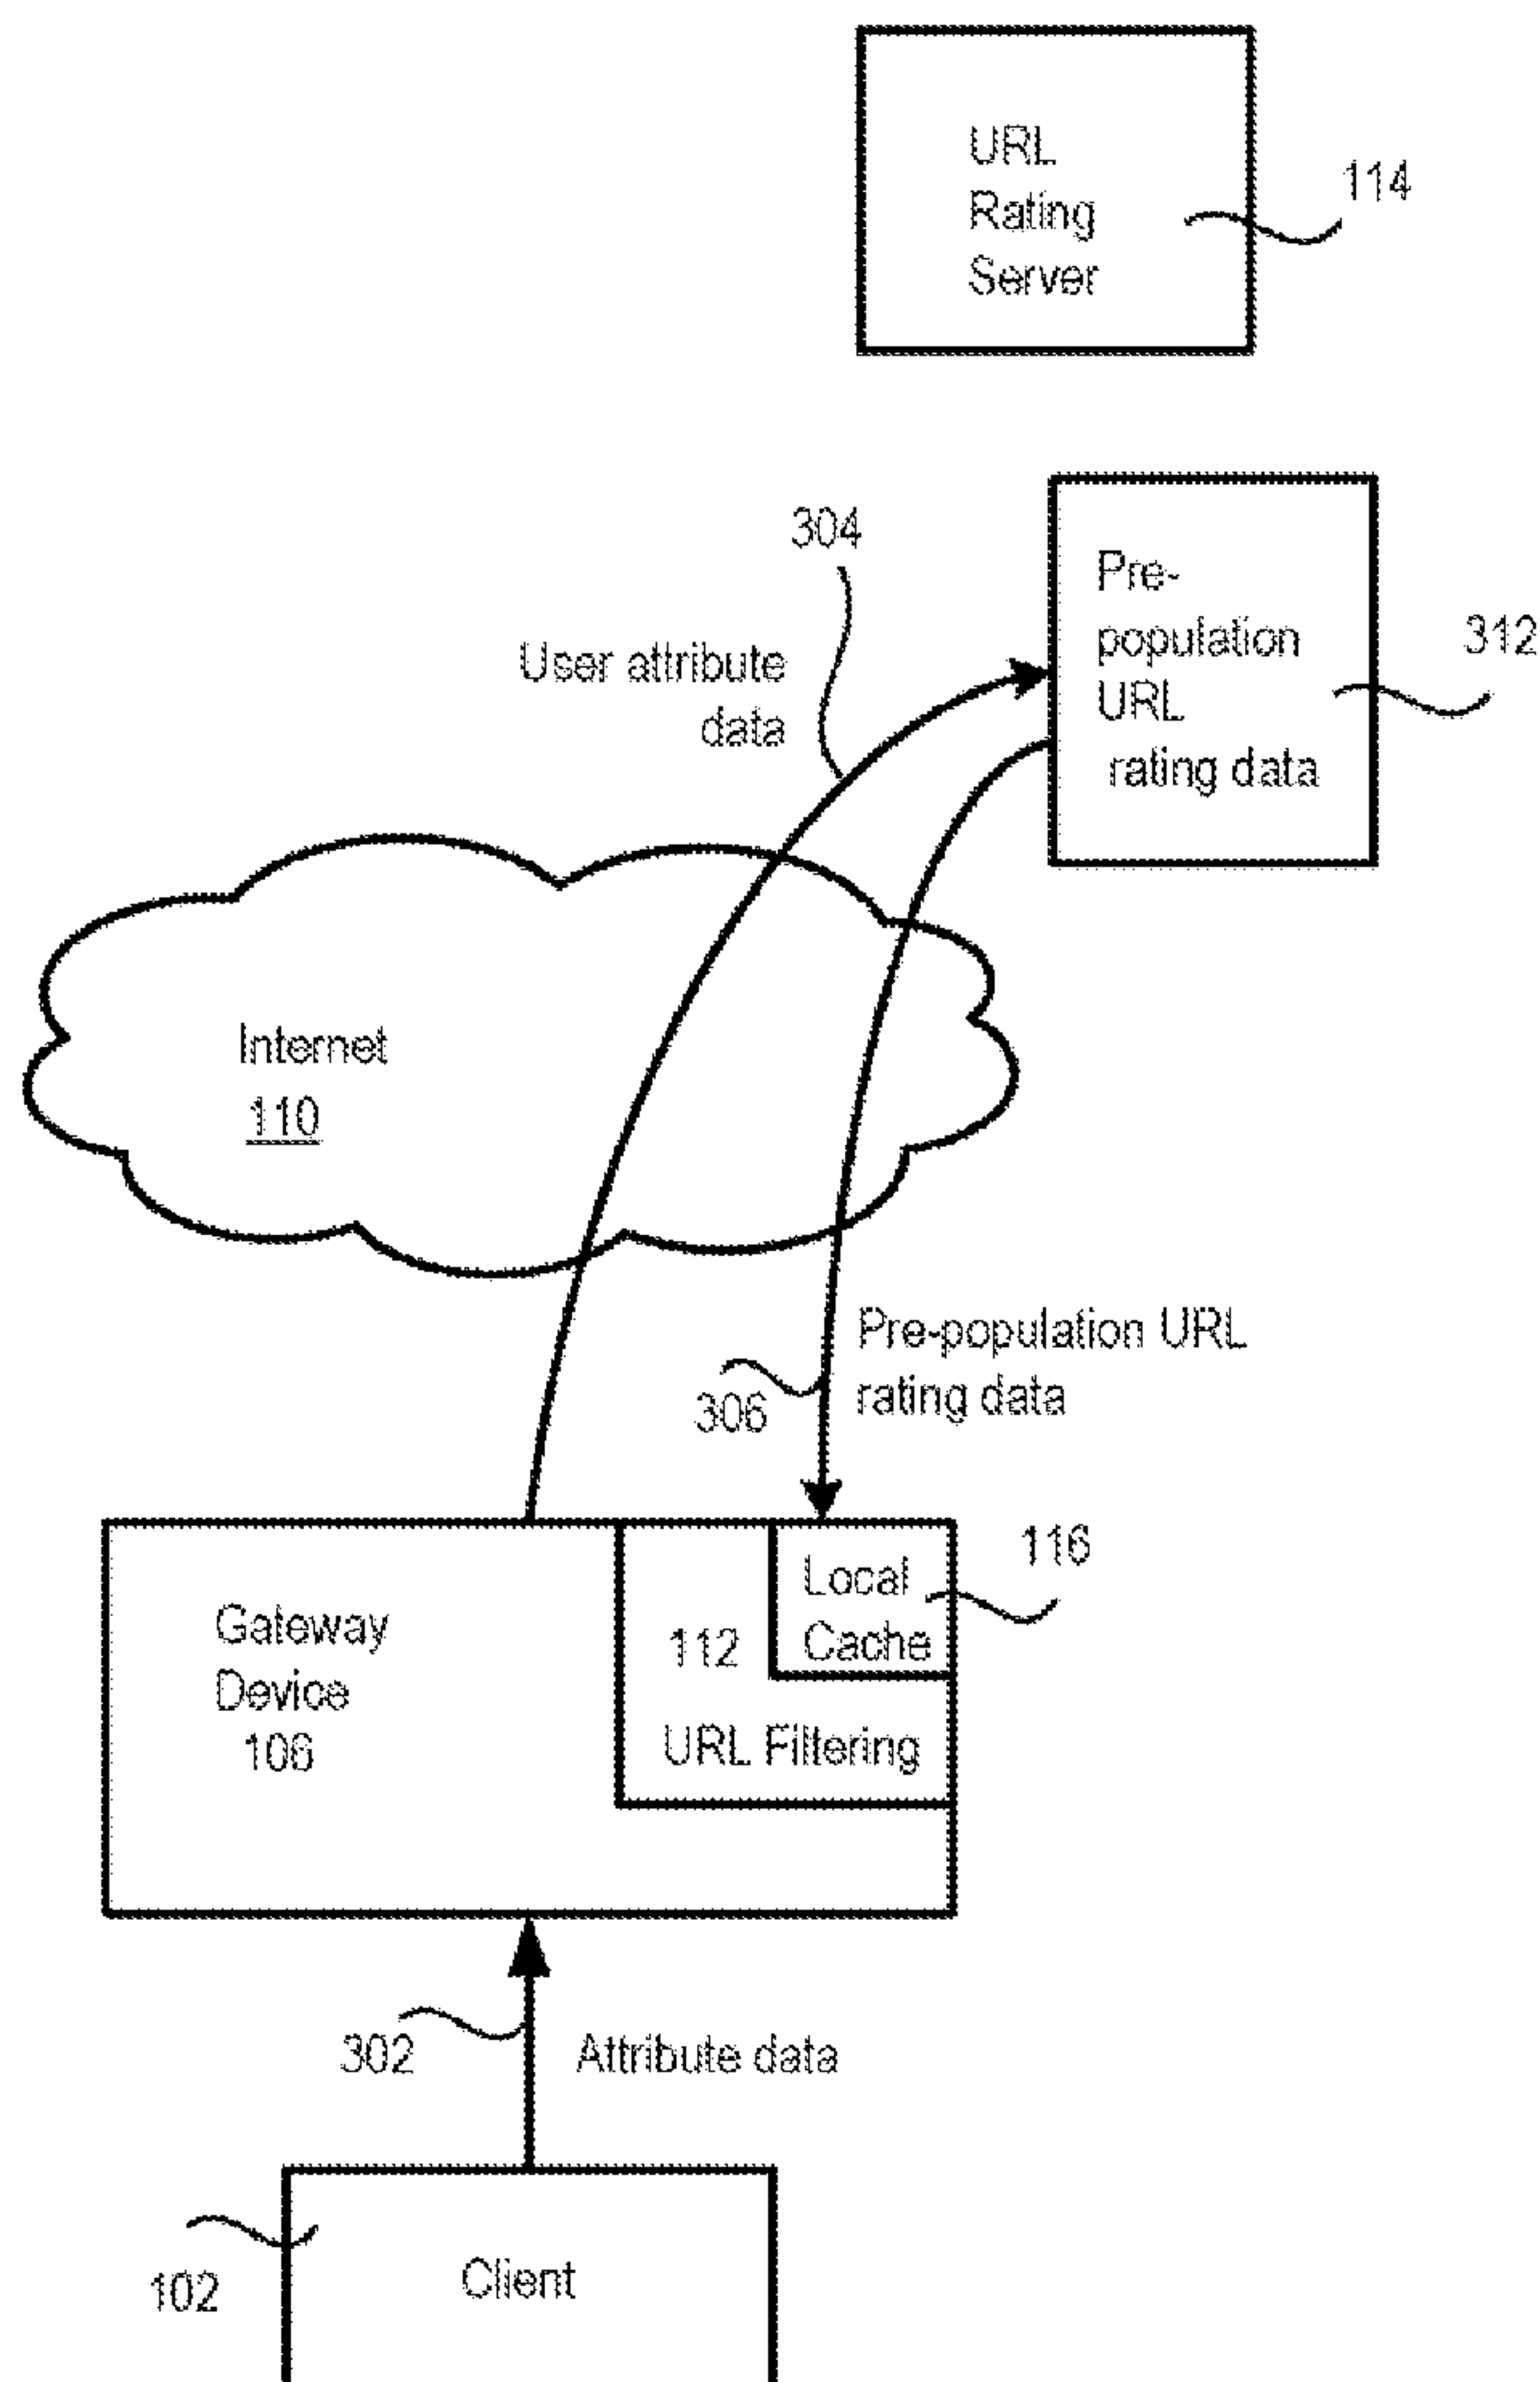 URL
Rating
Server
114
304
Pre-
population
URL
rating data
312
User attribute
data
Internet
110
Pre-population URL
rating data
306
Local
Cache
116
Gateway
Device
106
112
URL Filtering
302
Attribute data
102
Client